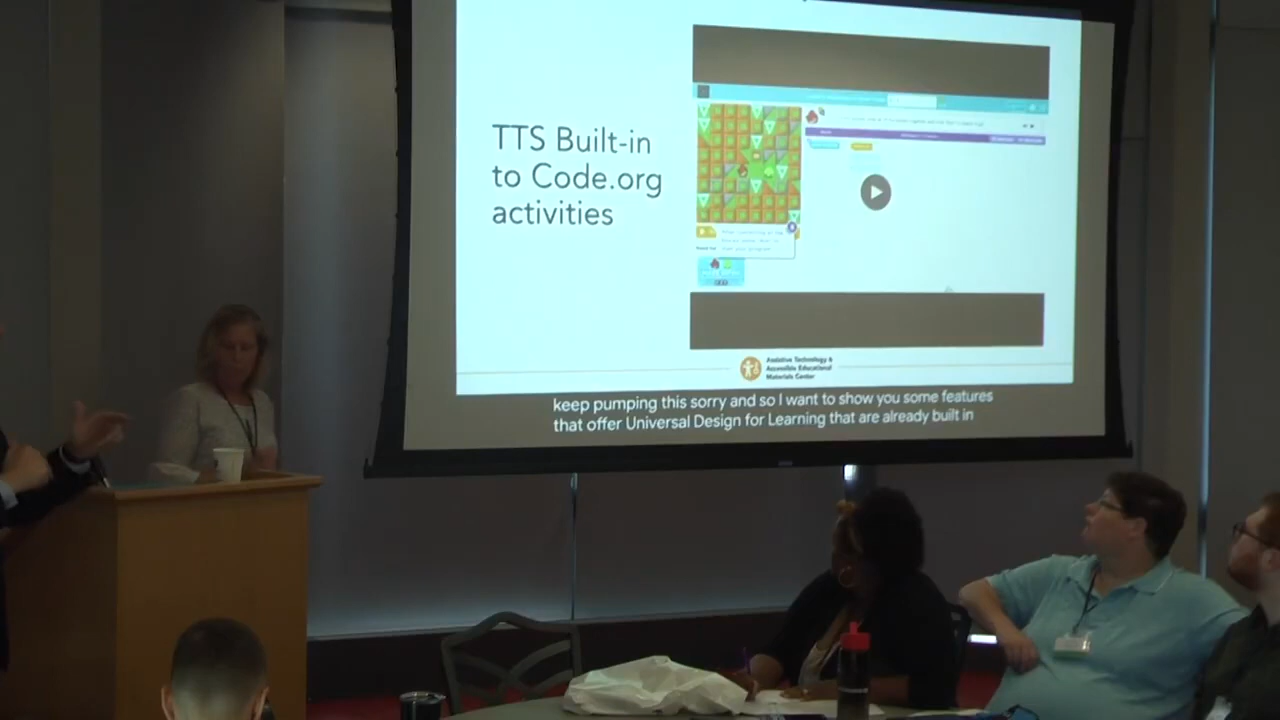 TTS Built-in
to Code.org
activities
Assistive Technology &
Accessible Educational
Materials Center
keep pumping this sorry and so I want to show you some features
that offer Universal Design for Learning that are already built in